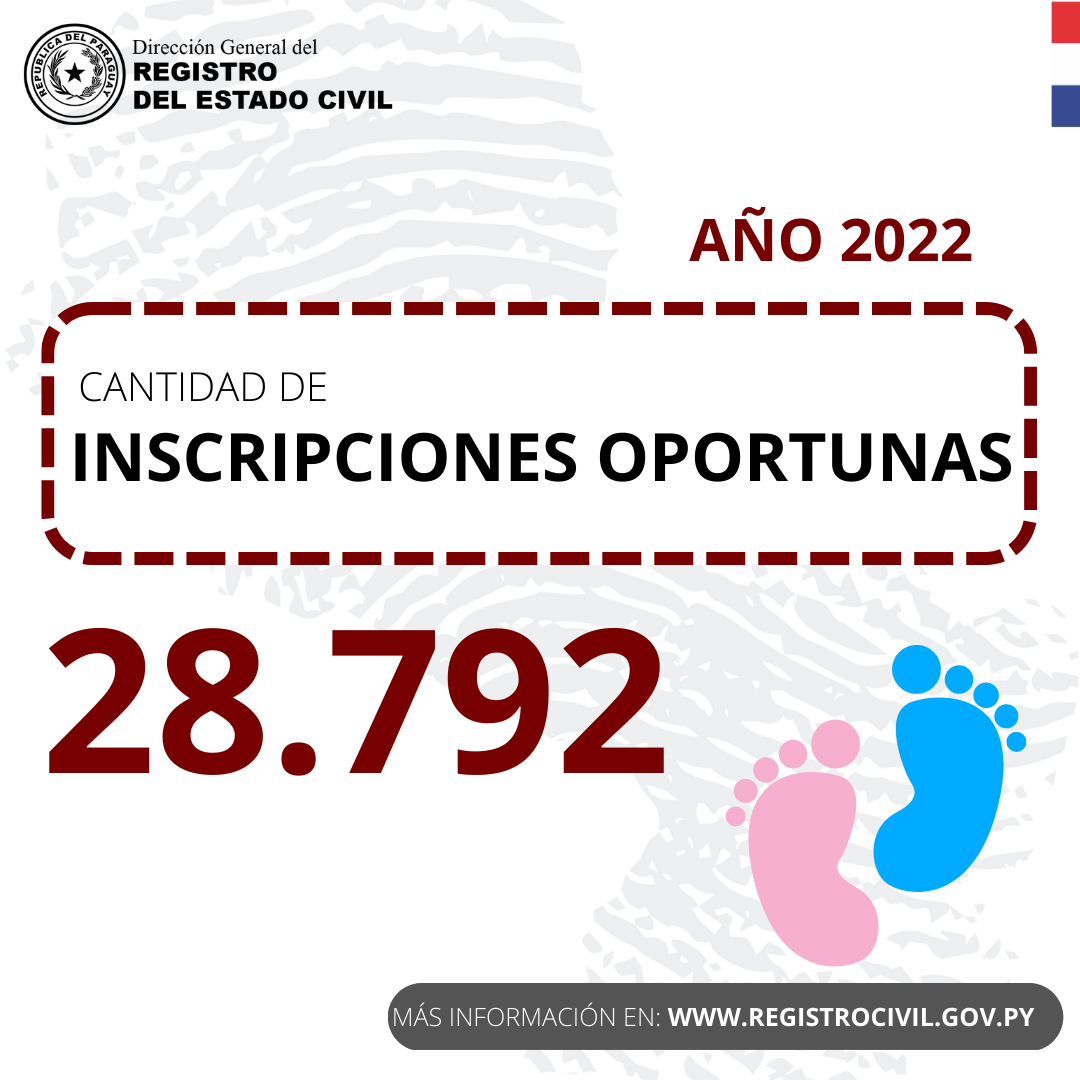 REPUBLICA DEL PARAGUAY
Dirección General del
REGISTRO
DEL ESTADO CIVIL
AÑO 2022
CANTIDAD DE
INSCRIPCIONES OPORTUNAS
28.792
MÁS INFORMACIÓN EN: WWW.REGISTROCIVIL.GOV.PY